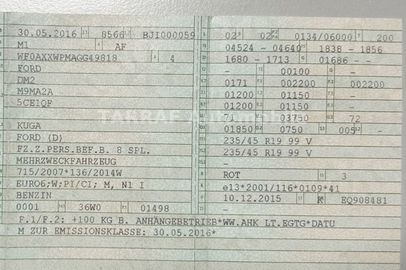 30.05.2016 8566 BJI000059
M1 AF
WF0AXXWPMAGG49818 4
FORD
DM2
M9MA2A
5CE1QF
KUGA
FORD (D)
FZ.Z.PERS.BEF.B. 8 SPL.
MEHRZWECKFAHRZEUG
715/2007*136/2014W
EURO6;W;PI/CI; M, N1 I
BENZIN
0001 36W0 01498
02 02 0134/06000 200
04524 - 04640 1838 - 1856
1680 - 1713 01686 - -
- 00100 - -
0171 002200 002200
01200 01150 -
01200 01150 -
71 03750 72
01850 0750 005 -
235/45 R19 99 V
235/45 R19 99 V
-
-
ROT 3
e13*2001/116*0109*41
10.12.2015 K EQ908481
F.1/F.2: +100 KG B. ANHÄNGEBETRIEB*WW.AHK LT.EGTG*DATU
M ZUR EMISSIONSKLASSE: 30.05.2016*